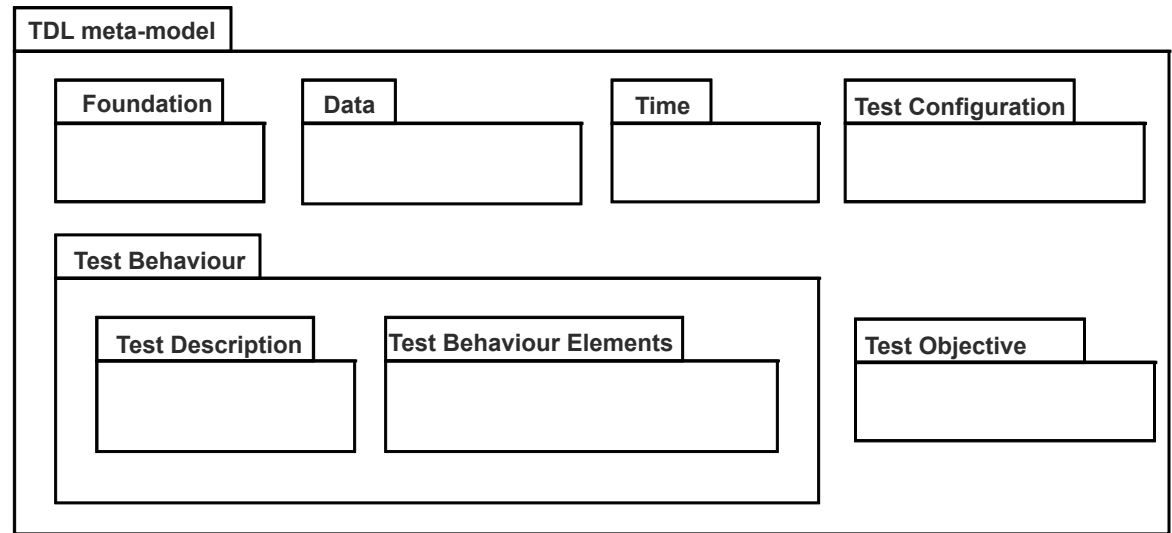 TDL meta-model
Foundation
Data
Time
Test Configuration
Test Behaviour
Test Description
Test Behaviour Elements
Test Objective